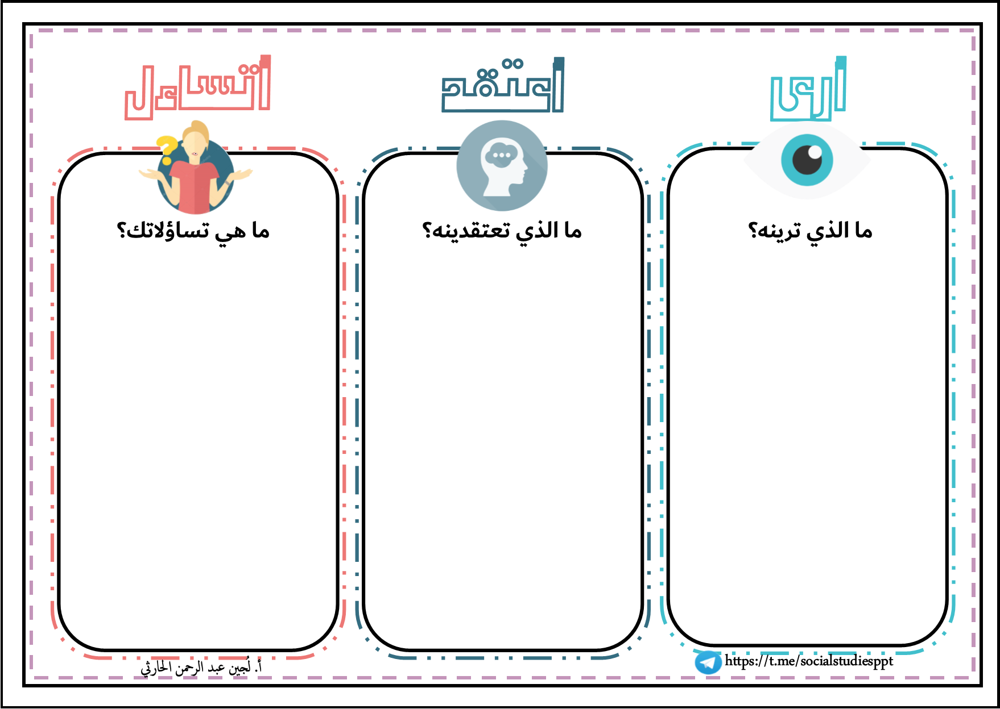 أرى
أعتقد
أتساءل
?
ما الذي ترينه؟
ما الذي تعتقدينه؟
ما هي تساؤلاتك؟
https://t.me/socialstudiesppt
أ. لُجين عبد الرحمن الحارثي